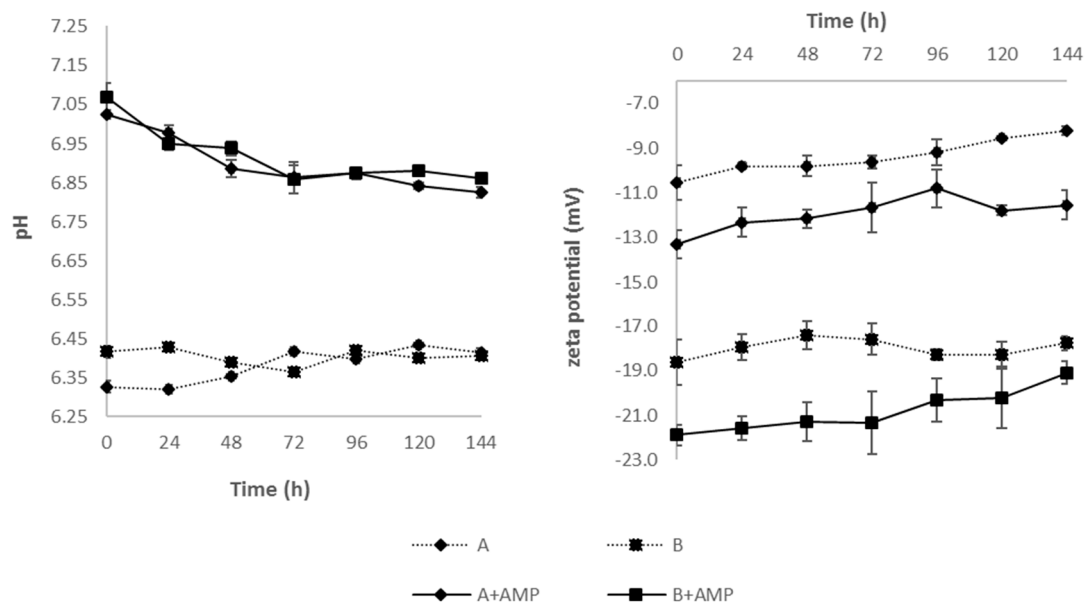 7.25
7.15
7.05
6.95
6.85
6.75
6.65
6.55
6.45
6.35
6.25
pH
0 24 48 72 96 120 144
Time (h)
Time (h)
0 24 48 72 96 120 144
-7.0
-9.0
-11.0
-13.0
-15.0
-17.0
-19.0
-21.0
-23.0
zeta potential (mV)
A B
A+AMP B+AMP